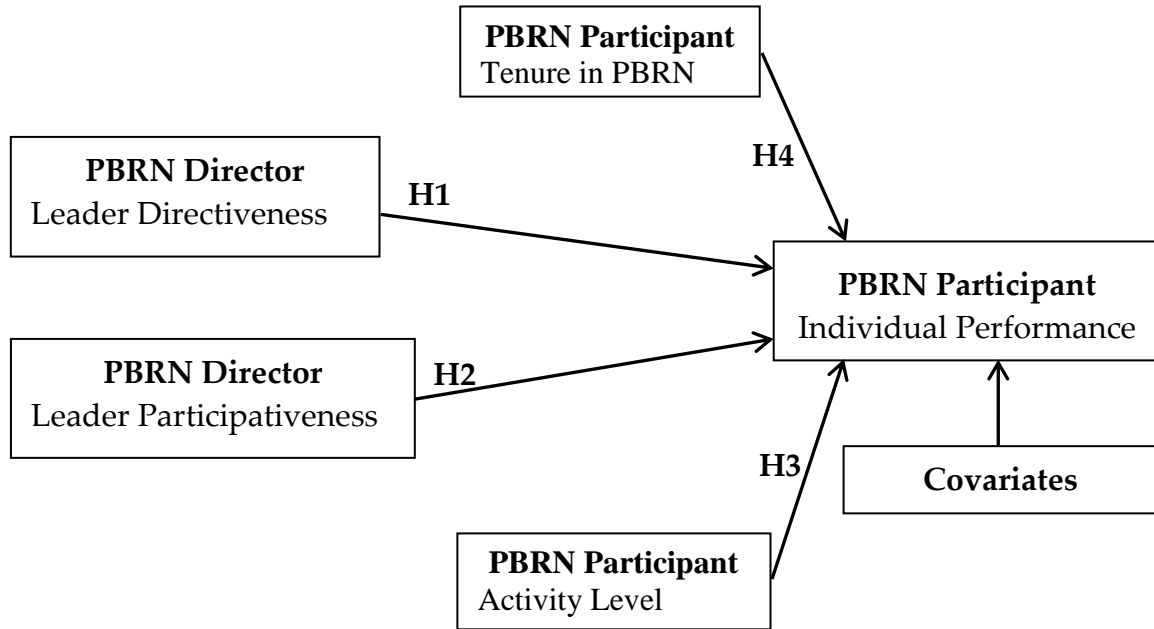 PBRN Participant
Tenure in PBRN
H4
PBRN Director
Leader Directiveness
H1
PBRN Participant
Individual Performance
PBRN Director
Leader Participativeness
H2
H3
Covariates
PBRN Participant
Activity Level